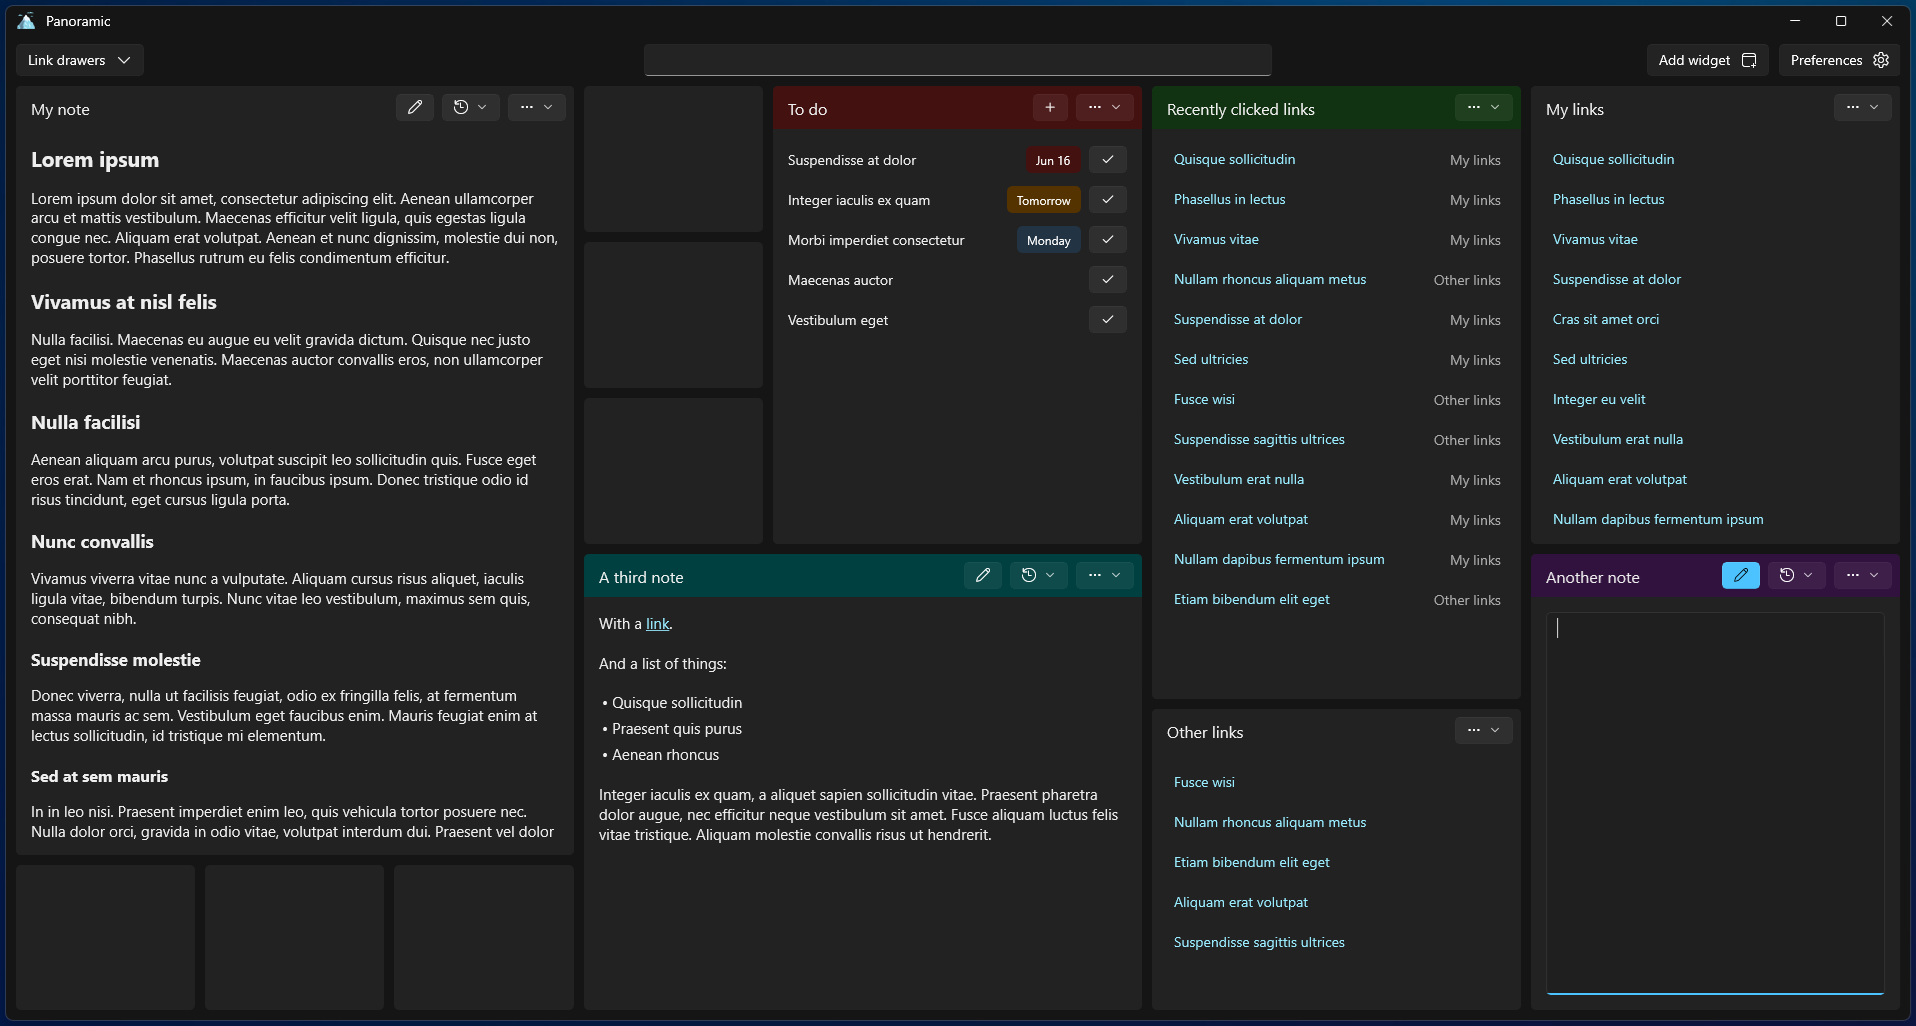 Panoramic
Link drawers
Add widget
Preferences
My note
Lorem ipsum
Lorem ipsum dolor sit amet, consectetur adipiscing elit. Aenean ullamcorper
arcu et mattis vestibulum. Maecenas efficitur velit ligula, quis egestas ligula
congue nec. Aliquam erat volutpat. Aenean et nunc dignissim, molestie dui non,
posuere tortor. Phasellus rutrum eu felis condimentum efficitur.
Vivamus at nisl felis
Nulla facilisi. Maecenas eu augue eu velit gravida dictum. Quisque nec justo
eget nisi molestie venenatis. Maecenas auctor convallis eros, non ullamcorper
velit porttitor feugiat.
Nulla facilisi
Aenean aliquam arcu purus, volutpat suscipit leo sollicitudin quis. Fusce eget
eros erat. Nam et rhoncus ipsum, in faucibus ipsum. Donec tristique odio id
risus tincidunt, eget cursus ligula porta.
Nunc convallis
Vivamus viverra vitae nunc a vulputate. Aliquam cursus risus aliquet, iaculis
ligula vitae, bibendum turpis. Nunc vitae leo vestibulum, maximus sem quis,
consequat nibh.
Suspendisse molestie
Donec viverra, nulla ut facilisis feugiat, odio ex fringilla felis, at fermentum
massa mauris ac sem. Vestibulum eget faucibus enim. Mauris feugiat enim at
lectus sollicitudin, id tristique mi elementum.
Sed at sem mauris
In in leo nisi. Praesent imperdiet enim leo, quis vehicula tortor posuere nec.
Nulla dolor orci, gravida in odio vitae, volutpat interdum dui. Praesent vel dolor
To do
Suspendisse at dolor Jun 16
Integer iaculis ex quam Tomorrow
Morbi imperdiet consectetur Monday
Maecenas auctor
Vestibulum eget
A third note
With a link.
And a list of things:
• Quisque sollicitudin
• Praesent quis purus
• Aenean rhoncus
Integer iaculis ex quam, a aliquet sapien sollicitudin vitae. Praesent pharetra
dolor augue, nec efficitur neque vestibulum sit amet. Fusce aliquam luctus felis
vitae tristique. Aliquam molestie convallis risus ut hendrerit.
Recently clicked links
Quisque sollicitudin My links
Phasellus in lectus My links
Vivamus vitae My links
Nullam rhoncus aliquam metus Other links
Suspendisse at dolor My links
Sed ultricies My links
Fusce wisi Other links
Suspendisse sagittis ultrices Other links
Vestibulum erat nulla My links
Aliquam erat volutpat My links
Nullam dapibus fermentum ipsum My links
Etiam bibendum elit eget Other links
Other links
Fusce wisi
Nullam rhoncus aliquam metus
Etiam bibendum elit eget
Aliquam erat volutpat
Suspendisse sagittis ultrices
My links
Quisque sollicitudin
Phasellus in lectus
Vivamus vitae
Suspendisse at dolor
Cras sit amet orci
Sed ultricies
Integer eu velit
Vestibulum erat nulla
Aliquam erat volutpat
Nullam dapibus fermentum ipsum
Another note